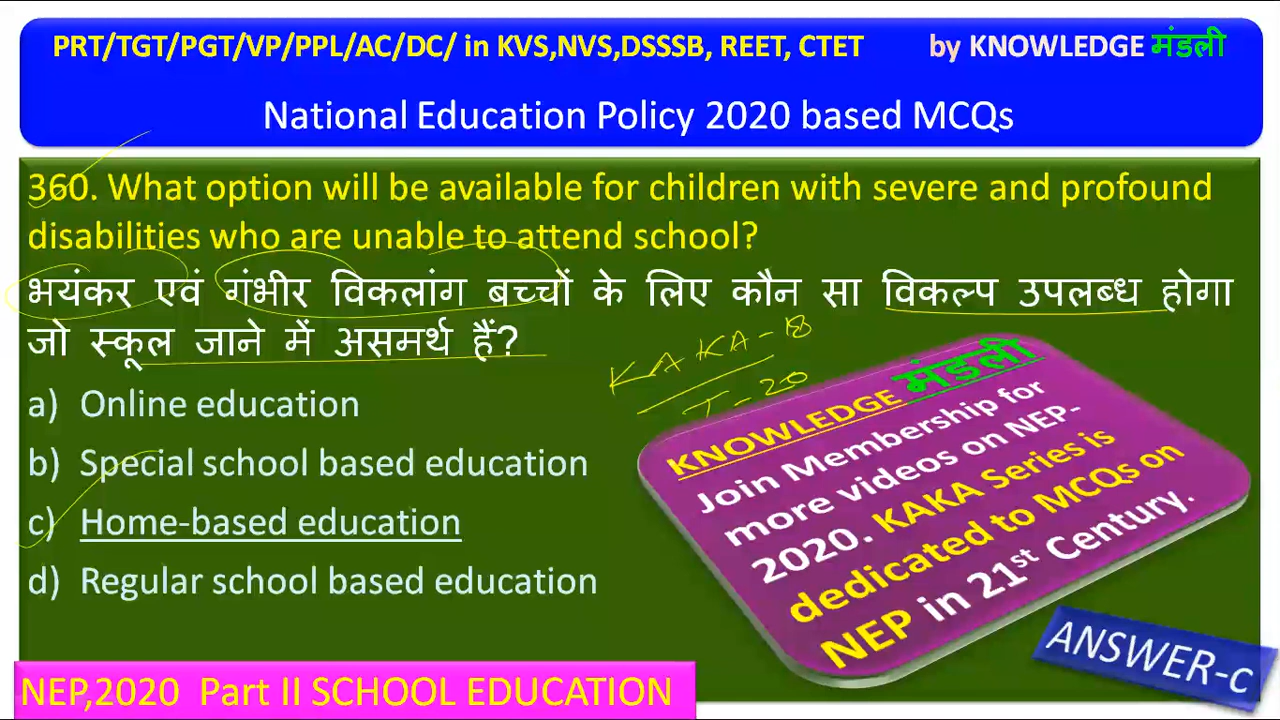 PRT/TGT/PGT/VP/PPL/AC/DC/ in KVS,NVS,DSSSB, REET, CTET by KNOWLEDGE मंडली
National Education Policy 2020 based MCQs
360. What option will be available for children with severe and profound
disabilities who are unable to attend school?
भयंकर एवं गंभीर विकलांग बच्चों के लिए कौन सा विकल्प उपलब्ध होगा
जो स्कूल जाने में असमर्थ हैं?
KAKA-18
T-20
a) Online education
b) Special school based education
c) Home-based education
d) Regular school based education
KNOWLEDGE मंडली
Join Membership for
more videos on NEP-
2020. KAKA Series is
dedicated to MCQs on
NEP in 21st Century.
ANSWER-c
NEP,2020 Part II SCHOOL EDUCATION